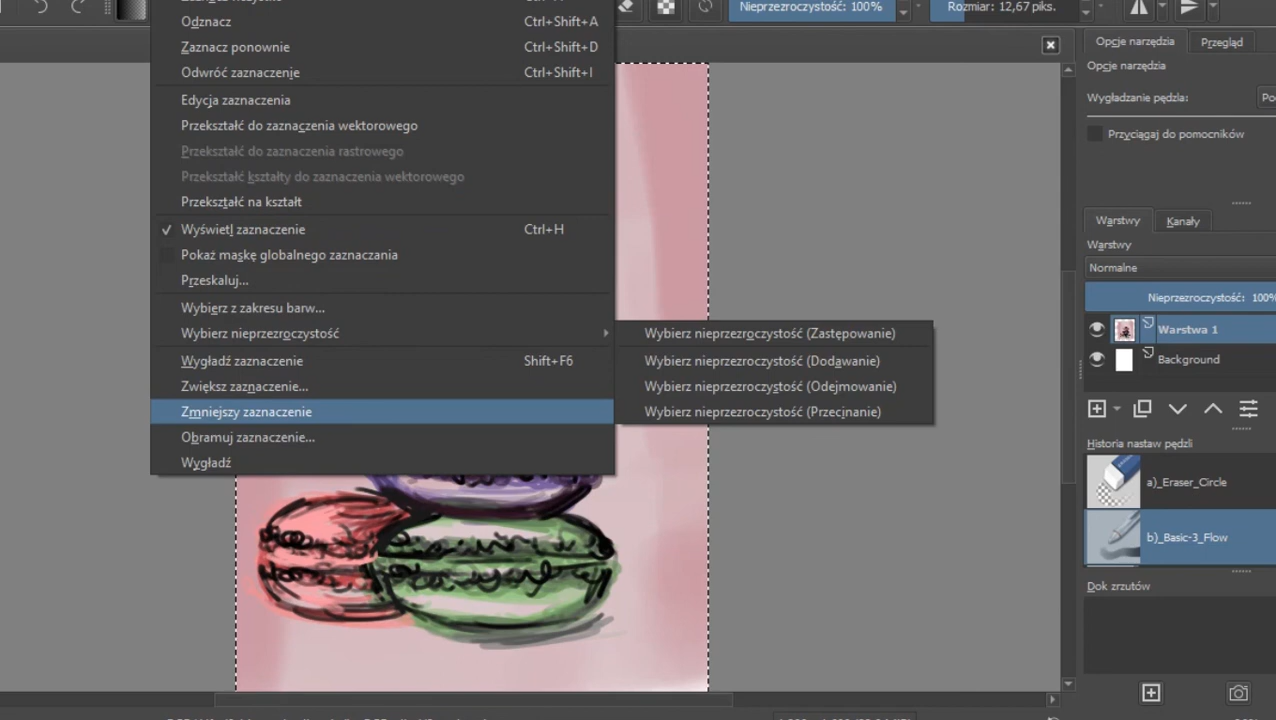 Odznacz Ctrl+Shift+A
Zaznacz ponownie Ctrl+Shift+D
Odwróć zaznaczenie Ctrl+Shift+I
Edycja zaznaczenia
Przekształć do zaznaczenia wektorowego
Przekształć do zaznaczenia rastrowego
Przekształć kształty do zaznaczenia wektorowego
Przekształć na kształt
Wyświetl zaznaczenie Ctrl+H
Pokaż maskę globalnego zaznaczania
Przeskaluj...
Wybierz z zakresu barw...
Wybierz nieprzezroczystość
Wygładź zaznaczenie Shift+F6
Zwiększ zaznaczenie...
Zmniejszy zaznaczenie
Obramuj zaznaczenie...
Wygładź
Wybierz nieprzezroczystość (Zastępowanie)
Wybierz nieprzezroczystość (Dodawanie)
Wybierz nieprzezroczystość (Odejmowanie)
Wybierz nieprzezroczystość (Przecinanie)
Nieprzezroczystość: 100%
Rozmiar: 12,67 piks.
Opcje narzędzia Przegląd
Opcje narzędzia
Wygładzanie pędzla:
Przyciągaj do pomocników
Warstwy Kanały
Warstwy
Normalne
Nieprzezroczystość: 100%
Warstwa 1
Background
Historia nastaw pędzli
a)_Eraser_Circle
b)_Basic-3_Flow
Dok zrzutów